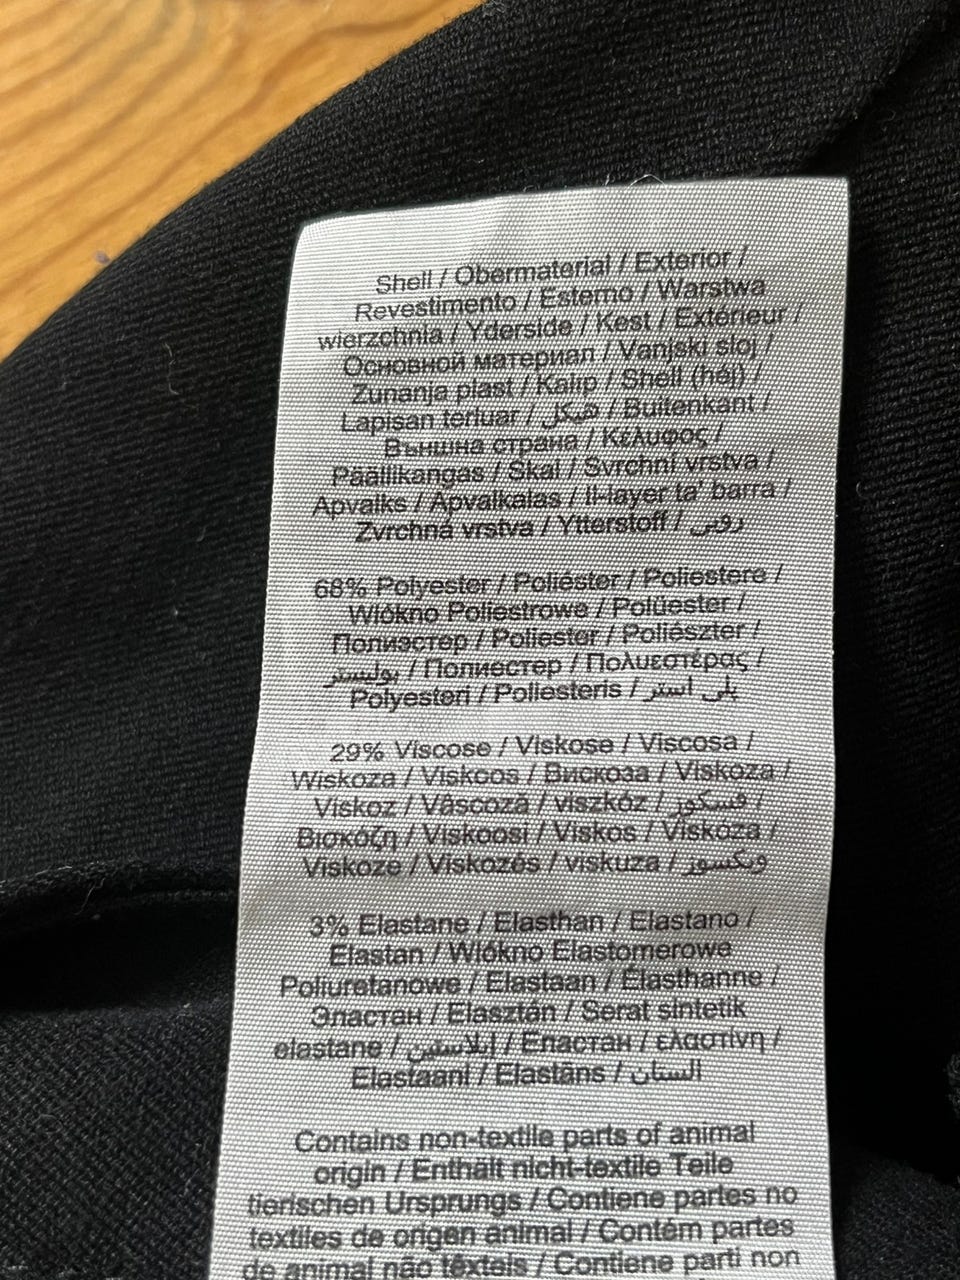 Shell / Obermaterial / Exterior /
Revestimento / Esterno / Warstwa
wierzchnia / Yderside / Kest / Extérieur /
Основной материал / Vanjski sloj /
Zunanja plast / Kalıp / Shell (héj) /
Lapisan terluar / هيكل / Buitenkant /
Външна страна / Κέλυφος /
Päällikangas / Skal / Svrchní vrstva /
Apvalks / Apvalkalas / Il-layer ta' barra /
Zvrchná vrstva / Ytterstoff / رویی
68% Polyester / Poliéster / Poliestere /
Włókno Poliestrowe / Polüester /
Полиэстер / Poliester / Poliészter /
بوليستر / Полиестер / Πολυεστέρας /
Polyesteri / Poliesteris / پلی استر
29% Viscose / Viskose / Viscosa /
Wiskoza / Viskoos / Вискоза / Viskoza /
Viskoz / Vâscoză / viszkóz / فسكوز /
Βισκόζη / Viskoosi / Viskos / Viskóza /
Viskoze / Viskozės / viskuza / ویکسوز
3% Elastane / Elasthan / Elastano /
Elastan / Włókno Elastomerowe
Poliuretanowe / Elastaan / Élasthanne /
Эластан / Elasztán / Serat sintetik
elastane / إيلاستين / Еластан / ελαστίνη /
Elastaani / Elastāns / الستان
Contains non-textile parts of animal
origin / Enthält nicht-textile Teile
tierischen Ursprungs / Contiene partes no
textiles de origen animal / Contém partes
de animal não têxteis / Contiene parti non